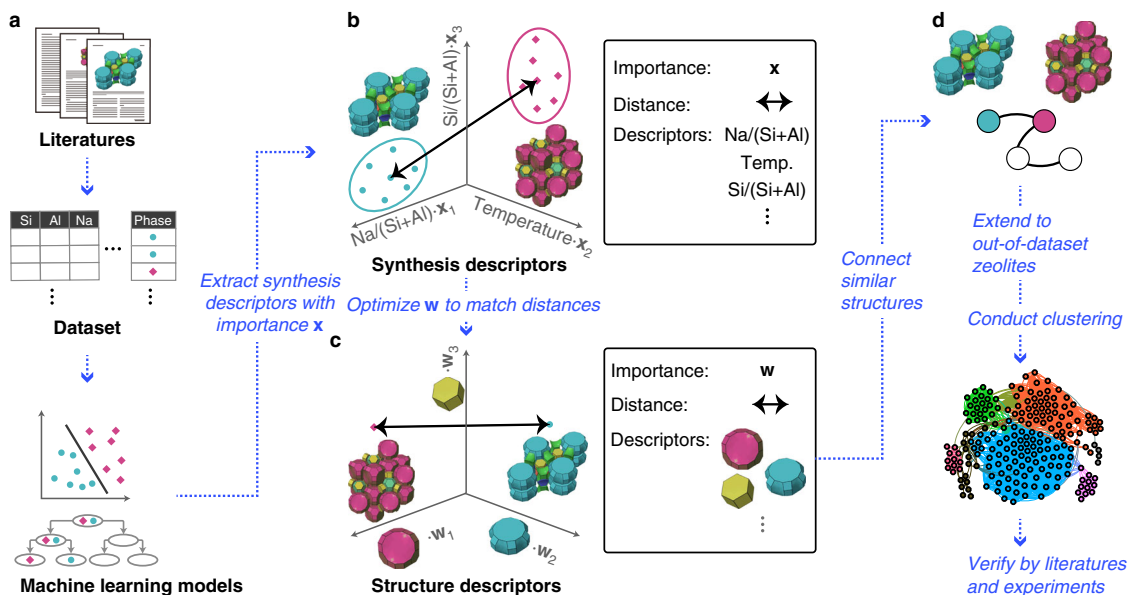 a
Literatures
Si Al Na Phase
Dataset
Machine learning models
Extract synthesis
descriptors with
importance x
b
Si/(Si+Al)·x3
Na/(Si+Al)·x1
Temperature·x2
Synthesis descriptors
Importance: x
Distance:
Descriptors: Na/(Si+Al)
Temp.
Si/(Si+Al)
Optimize w to match distances
c
·w3
·w1
·w2
Structure descriptors
Importance: w
Distance:
Descriptors:
Connect
similar
structures
d
Extend to
out-of-dataset
zeolites
Conduct clustering
Verify by literatures
and experiments